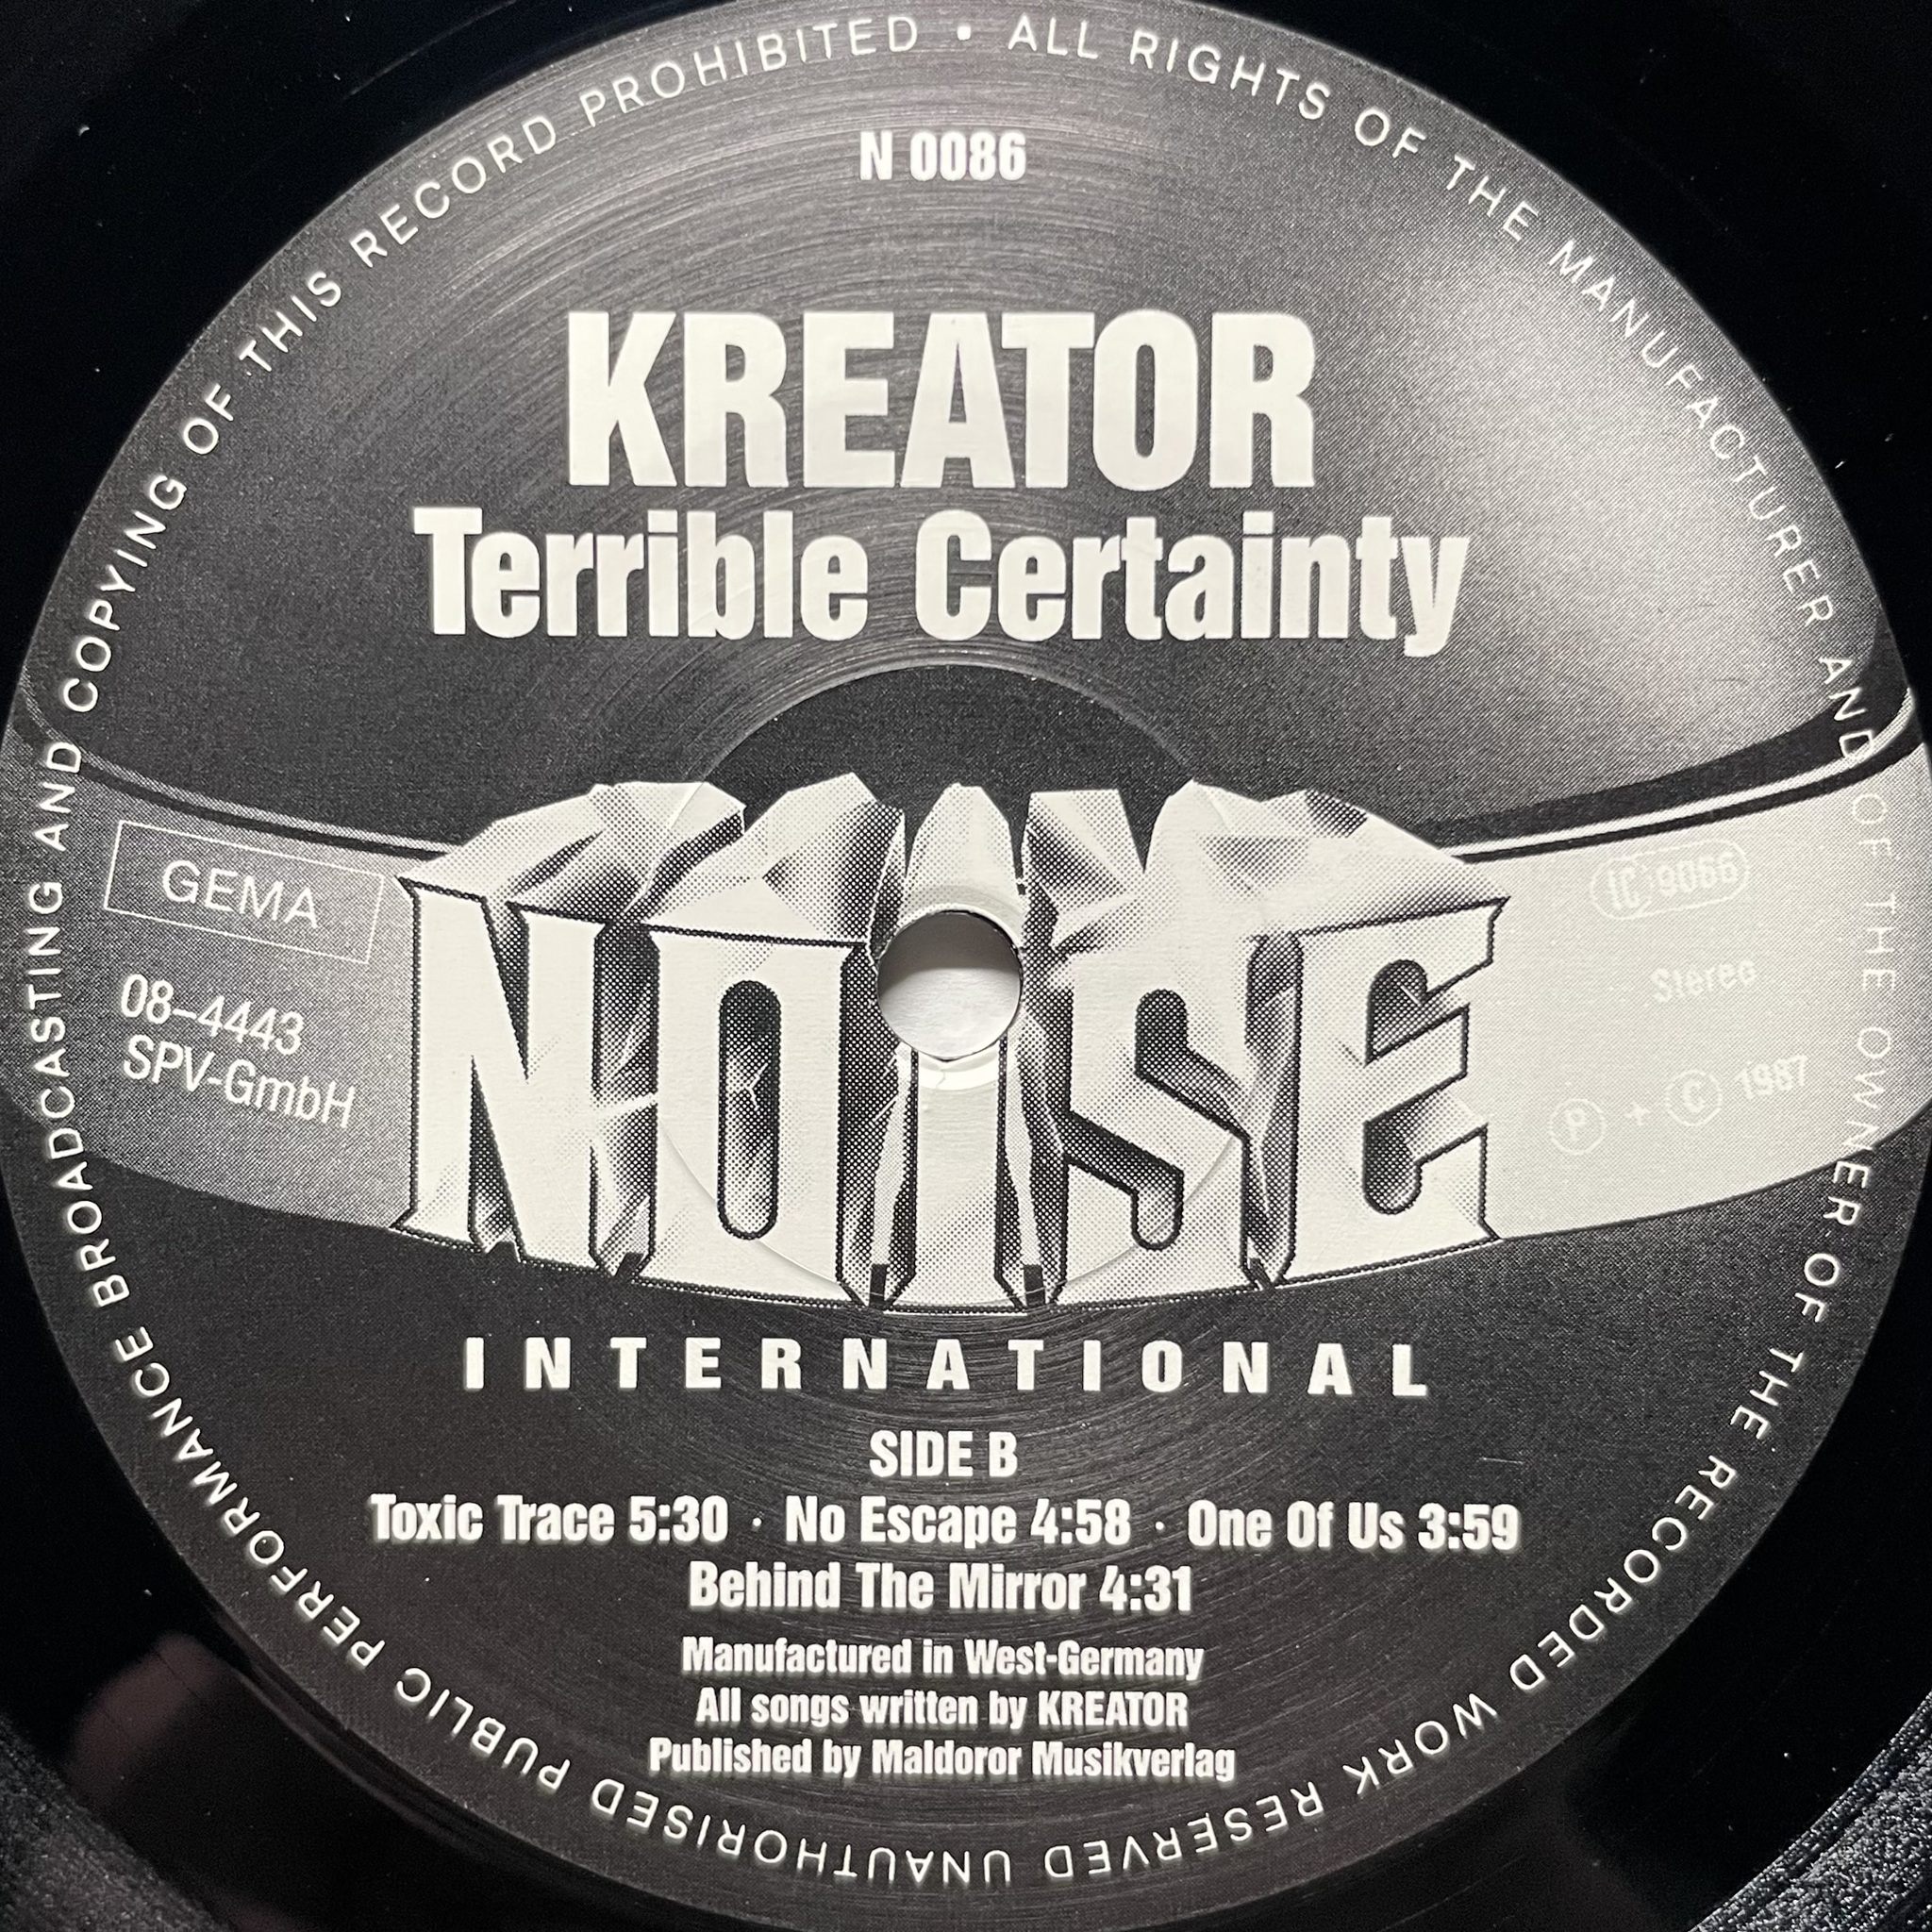 ALL RIGHTS OF THE MANUFACTURER AND OF THE OWNER OF THE RECORDED WORK RESERVED UNAUTHORISED PUBLIC PERFORMANCE BROADCASTING AND COPYING OF THIS RECORD PROHIBITED •
N 0086
KREATOR
Terrible Certainty
GEMA
08-4443
SPV-GmbH
NOISE
LC 9066
Stereo
Ⓟ + Ⓒ 1987
INTERNATIONAL
SIDE B
Toxic Trace 5:30 · No Escape 4:58 · One Of Us 3:59
Behind The Mirror 4:31
Manufactured in West-Germany
All songs written by KREATOR
Published by Maldoror Musikverlag